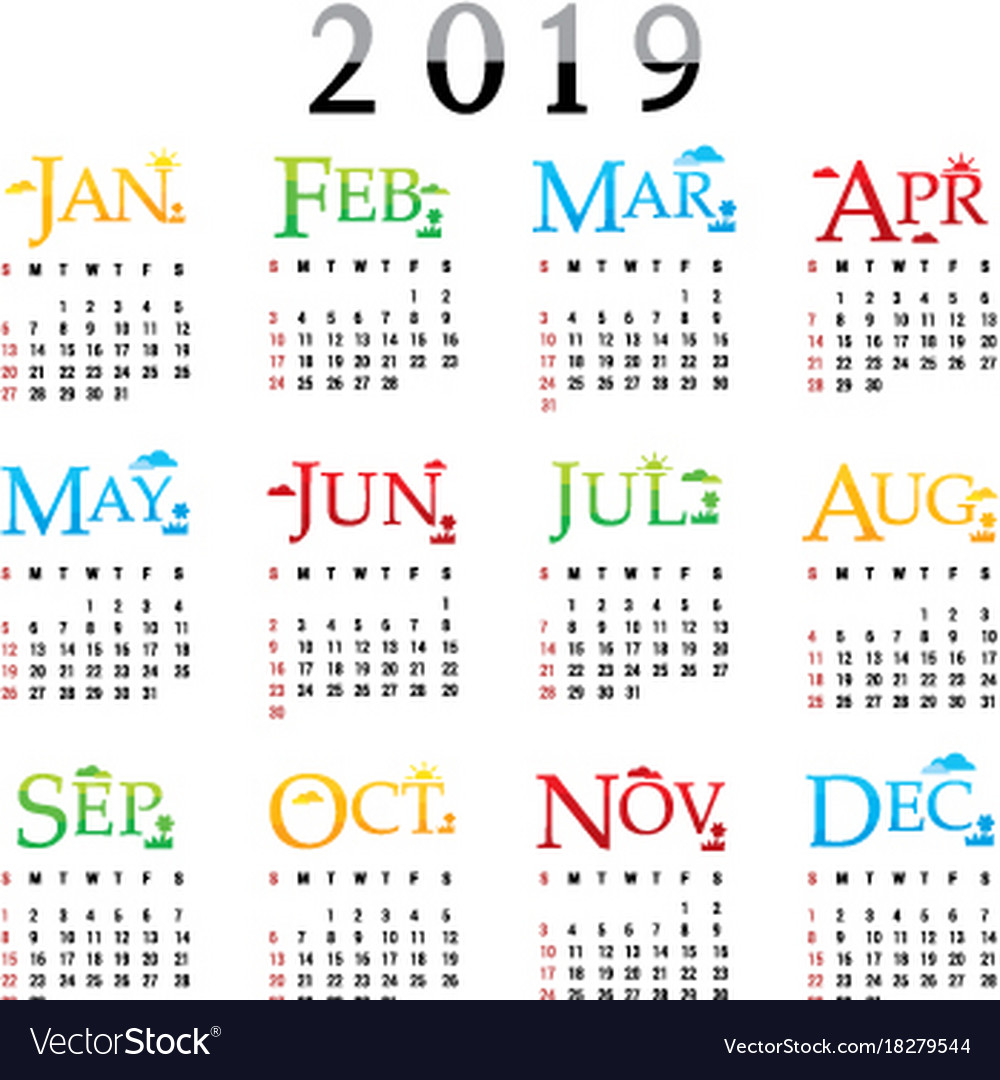 2019
JAN
S M T W T F S
1 2 3 4 5
6 7 8 9 10 11 12
13 14 15 16 17 18 19
20 21 22 23 24 25 26
27 28 29 30 31
FEB
S M T W T F S
1 2
3 4 5 6 7 8 9
10 11 12 13 14 15 16
17 18 19 20 21 22 23
24 25 26 27 28
MAR
S M T W T F S
1 2
3 4 5 6 7 8 9
10 11 12 13 14 15 16
17 18 19 20 21 22 23
24 25 26 27 28 29 30
31
APR
S M T W T F S
1 2 3 4 5 6
7 8 9 10 11 12 13
14 15 16 17 18 19 20
21 22 23 24 25 26 27
28 29 30
MAY
S M T W T F S
1 2 3 4
5 6 7 8 9 10 11
12 13 14 15 16 17 18
19 20 21 22 23 24 25
26 27 28 29 30 31
JUN
S M T W T F S
1
2 3 4 5 6 7 8
9 10 11 12 13 14 15
16 17 18 19 20 21 22
23 24 25 26 27 28 29
30
JUL
S M T W T F S
1 2 3 4 5 6
7 8 9 10 11 12 13
14 15 16 17 18 19 20
21 22 23 24 25 26 27
28 29 30 31
AUG
S M T W T F S
1 2 3
4 5 6 7 8 9 10
11 12 13 14 15 16 17
18 19 20 21 22 23 24
25 26 27 28 29 30 31
SEP
S M T W T F S
1 2 3 4 5 6 7
8 9 10 11 12 13 14
15 16 17 18 19 20 21
22 23 24 25 26 27 28
OCT
S M T W T F S
1 2 3 4 5
6 7 8 9 10 11 12
13 14 15 16 17 18 19
20 21 22 23 24 25 26
NOV
S M T W T F S
1 2
3 4 5 6 7 8 9
10 11 12 13 14 15 16
17 18 19 20 21 22 23
24 25 26 27 28 29 30
DEC
S M T W T F S
1 2 3 4 5 6 7
8 9 10 11 12 13 14
15 16 17 18 19 20 21
22 23 24 25 26 27 28
VectorStock®
VectorStock.com/18279544